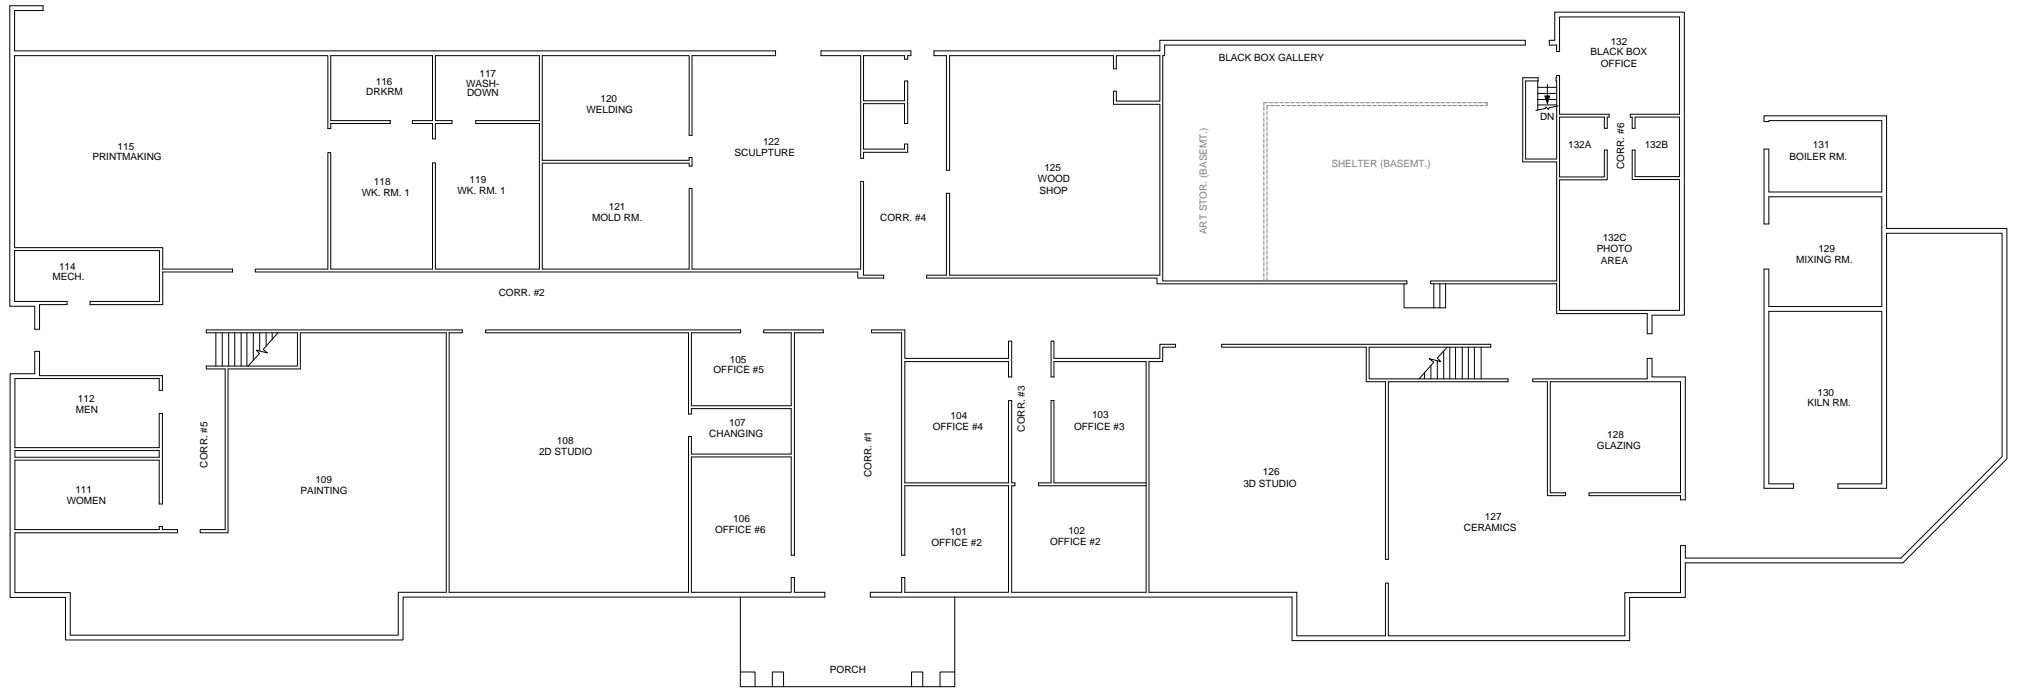 132
BLACK BOX
OFFICE
BLACK BOX GALLERY
116
DRKRM
117
WASH-
DOWN
120
WELDING
122
SCULPTURE
115
PRINTMAKING
118
WK. RM. 1
119
WK. RM. 1
121
MOLD RM.
125
WOOD
SHOP
CORR. #4
ART STOR. (BASEMT.)
SHELTER (BASEMT.)
DN
132A
CORR. #6
132B
131
BOILER RM.
132C
PHOTO
AREA
129
MIXING RM.
114
MECH.
CORR. #2
105
OFFICE #5
112
MEN
CORR. #5
107
CHANGING
108
2D STUDIO
CORR. #1
104
OFFICE #4
CORR. #3
103
OFFICE #3
130
KILN RM.
128
GLAZING
111
WOMEN
109
PAINTING
126
3D STUDIO
106
OFFICE #6
101
OFFICE #2
102
OFFICE #2
127
CERAMICS
PORCH